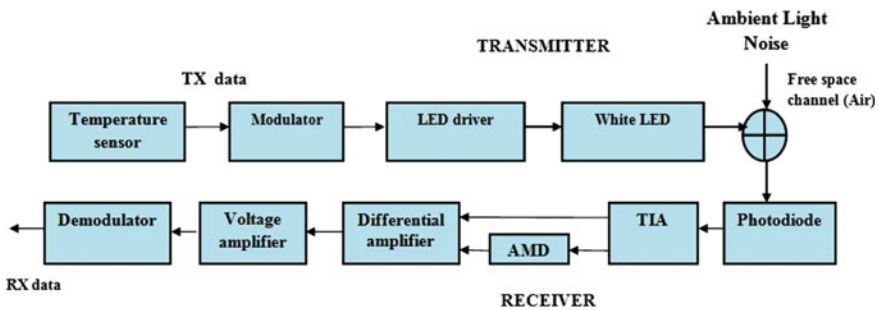 Ambient Light
Noise
TRANSMITTER
TX data
Free space
channel (Air)
Temperature
sensor
Modulator
LED driver
White LED
Demodulator
Voltage
amplifier
Differential
amplifier
AMD
TIA
Photodiode
RX data
RECEIVER